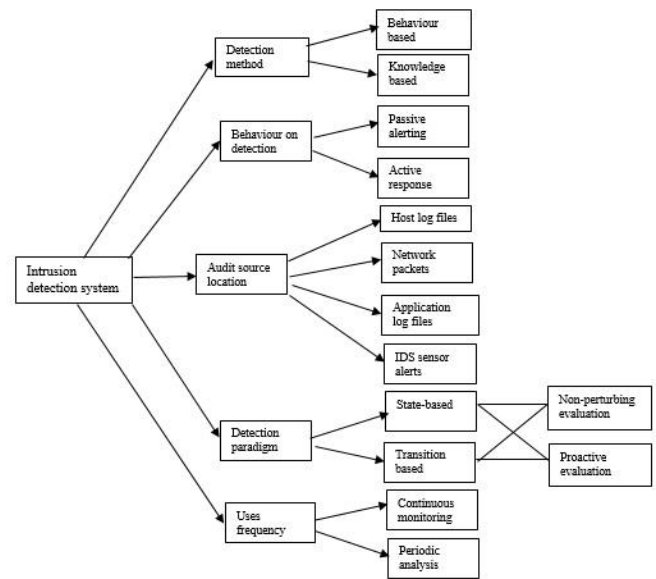 Intrusion
detection system
Detection
method
Behaviour
based
Knowledge
based
Behaviour on
detection
Passive
alerting
Active
response
Audit source
location
Host log files
Network
packets
Application
log files
IDS sensor
alerts
Detection
paradigm
State-based
Transition
based
Non-perturbing
evaluation
Proactive
evaluation
Uses
frequency
Continuous
monitoring
Periodic
analysis